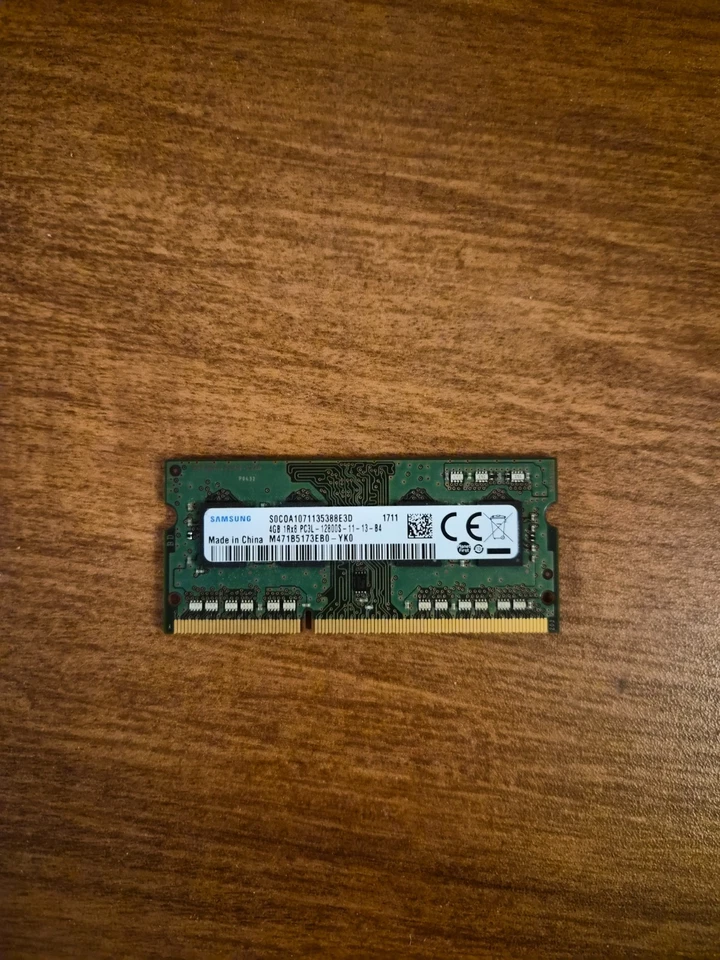 SAMSUNG
S0C0A1071135388E3D 1711
4GB 1Rx8 PC3L-12800S-11-13-B4
Made in China M471B5173EB0-YK0
CE